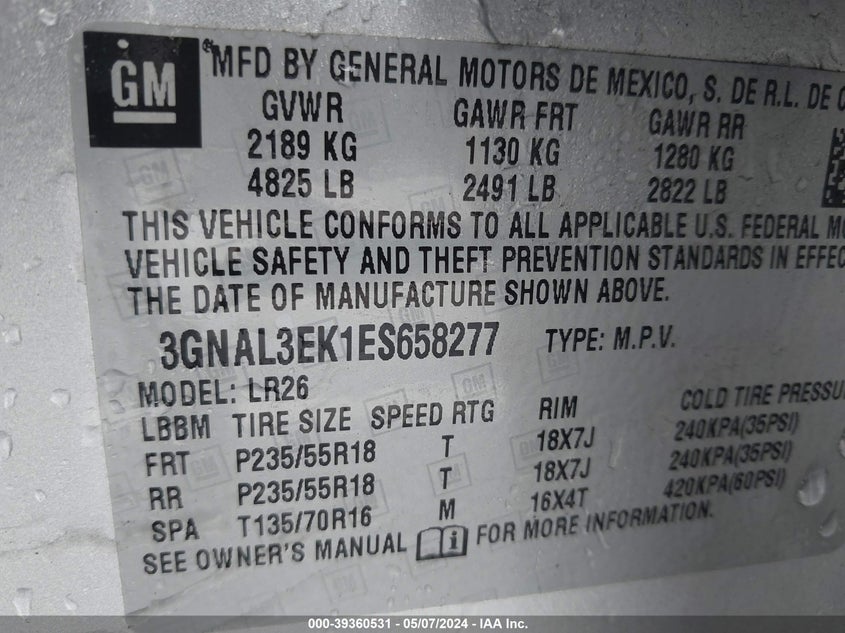 GM
MFD BY GENERAL MOTORS DE MEXICO, S. DE R.L. DE
GVWR GAWR FRT GAWR RR
2189 KG 1130 KG 1280 KG
4825 LB 2491 LB 2822 LB
THIS VEHICLE CONFORMS TO ALL APPLICABLE U.S. FEDERAL
VEHICLE SAFETY AND THEFT PREVENTION STANDARDS IN
THE DATE OF MANUFACTURE SHOWN ABOVE.
3GNAL3EK1ES658277 TYPE: M.P.V.
MODEL: LR26
LBBM TIRE SIZE SPEED RTG RIM COLD TIRE
FRT P235/55R18 T 18X7J 240KPA(35PSI)
RR P235/55R18 T 18X7J 240KPA(35PSI)
SPA T135/70R16 M 16X4T 420KPA(60PSI)
SEE OWNER'S MANUAL FOR MORE INFORMATION.
000-39360531 - 05/07/2024 - IAA Inc.